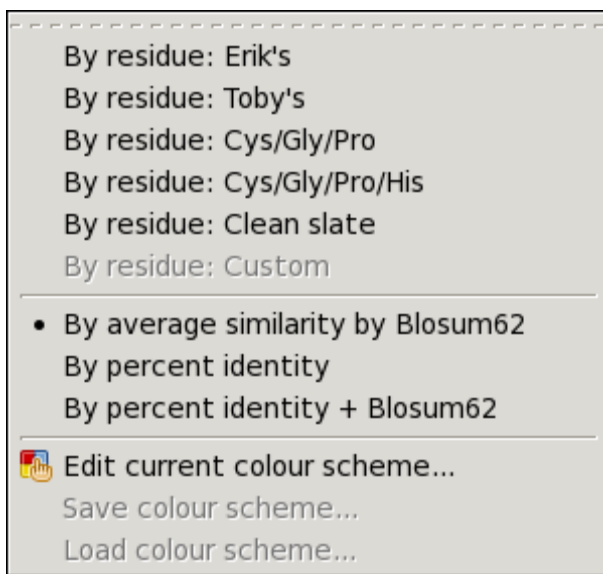 By residue: Erik's
By residue: Toby's
By residue: Cys/Gly/Pro
By residue: Cys/Gly/Pro/His
By residue: Clean slate
By residue: Custom
By average similarity by Blosum62
By percent identity
By percent identity + Blosum62
Edit current colour scheme...
Save colour scheme...
Load colour scheme...